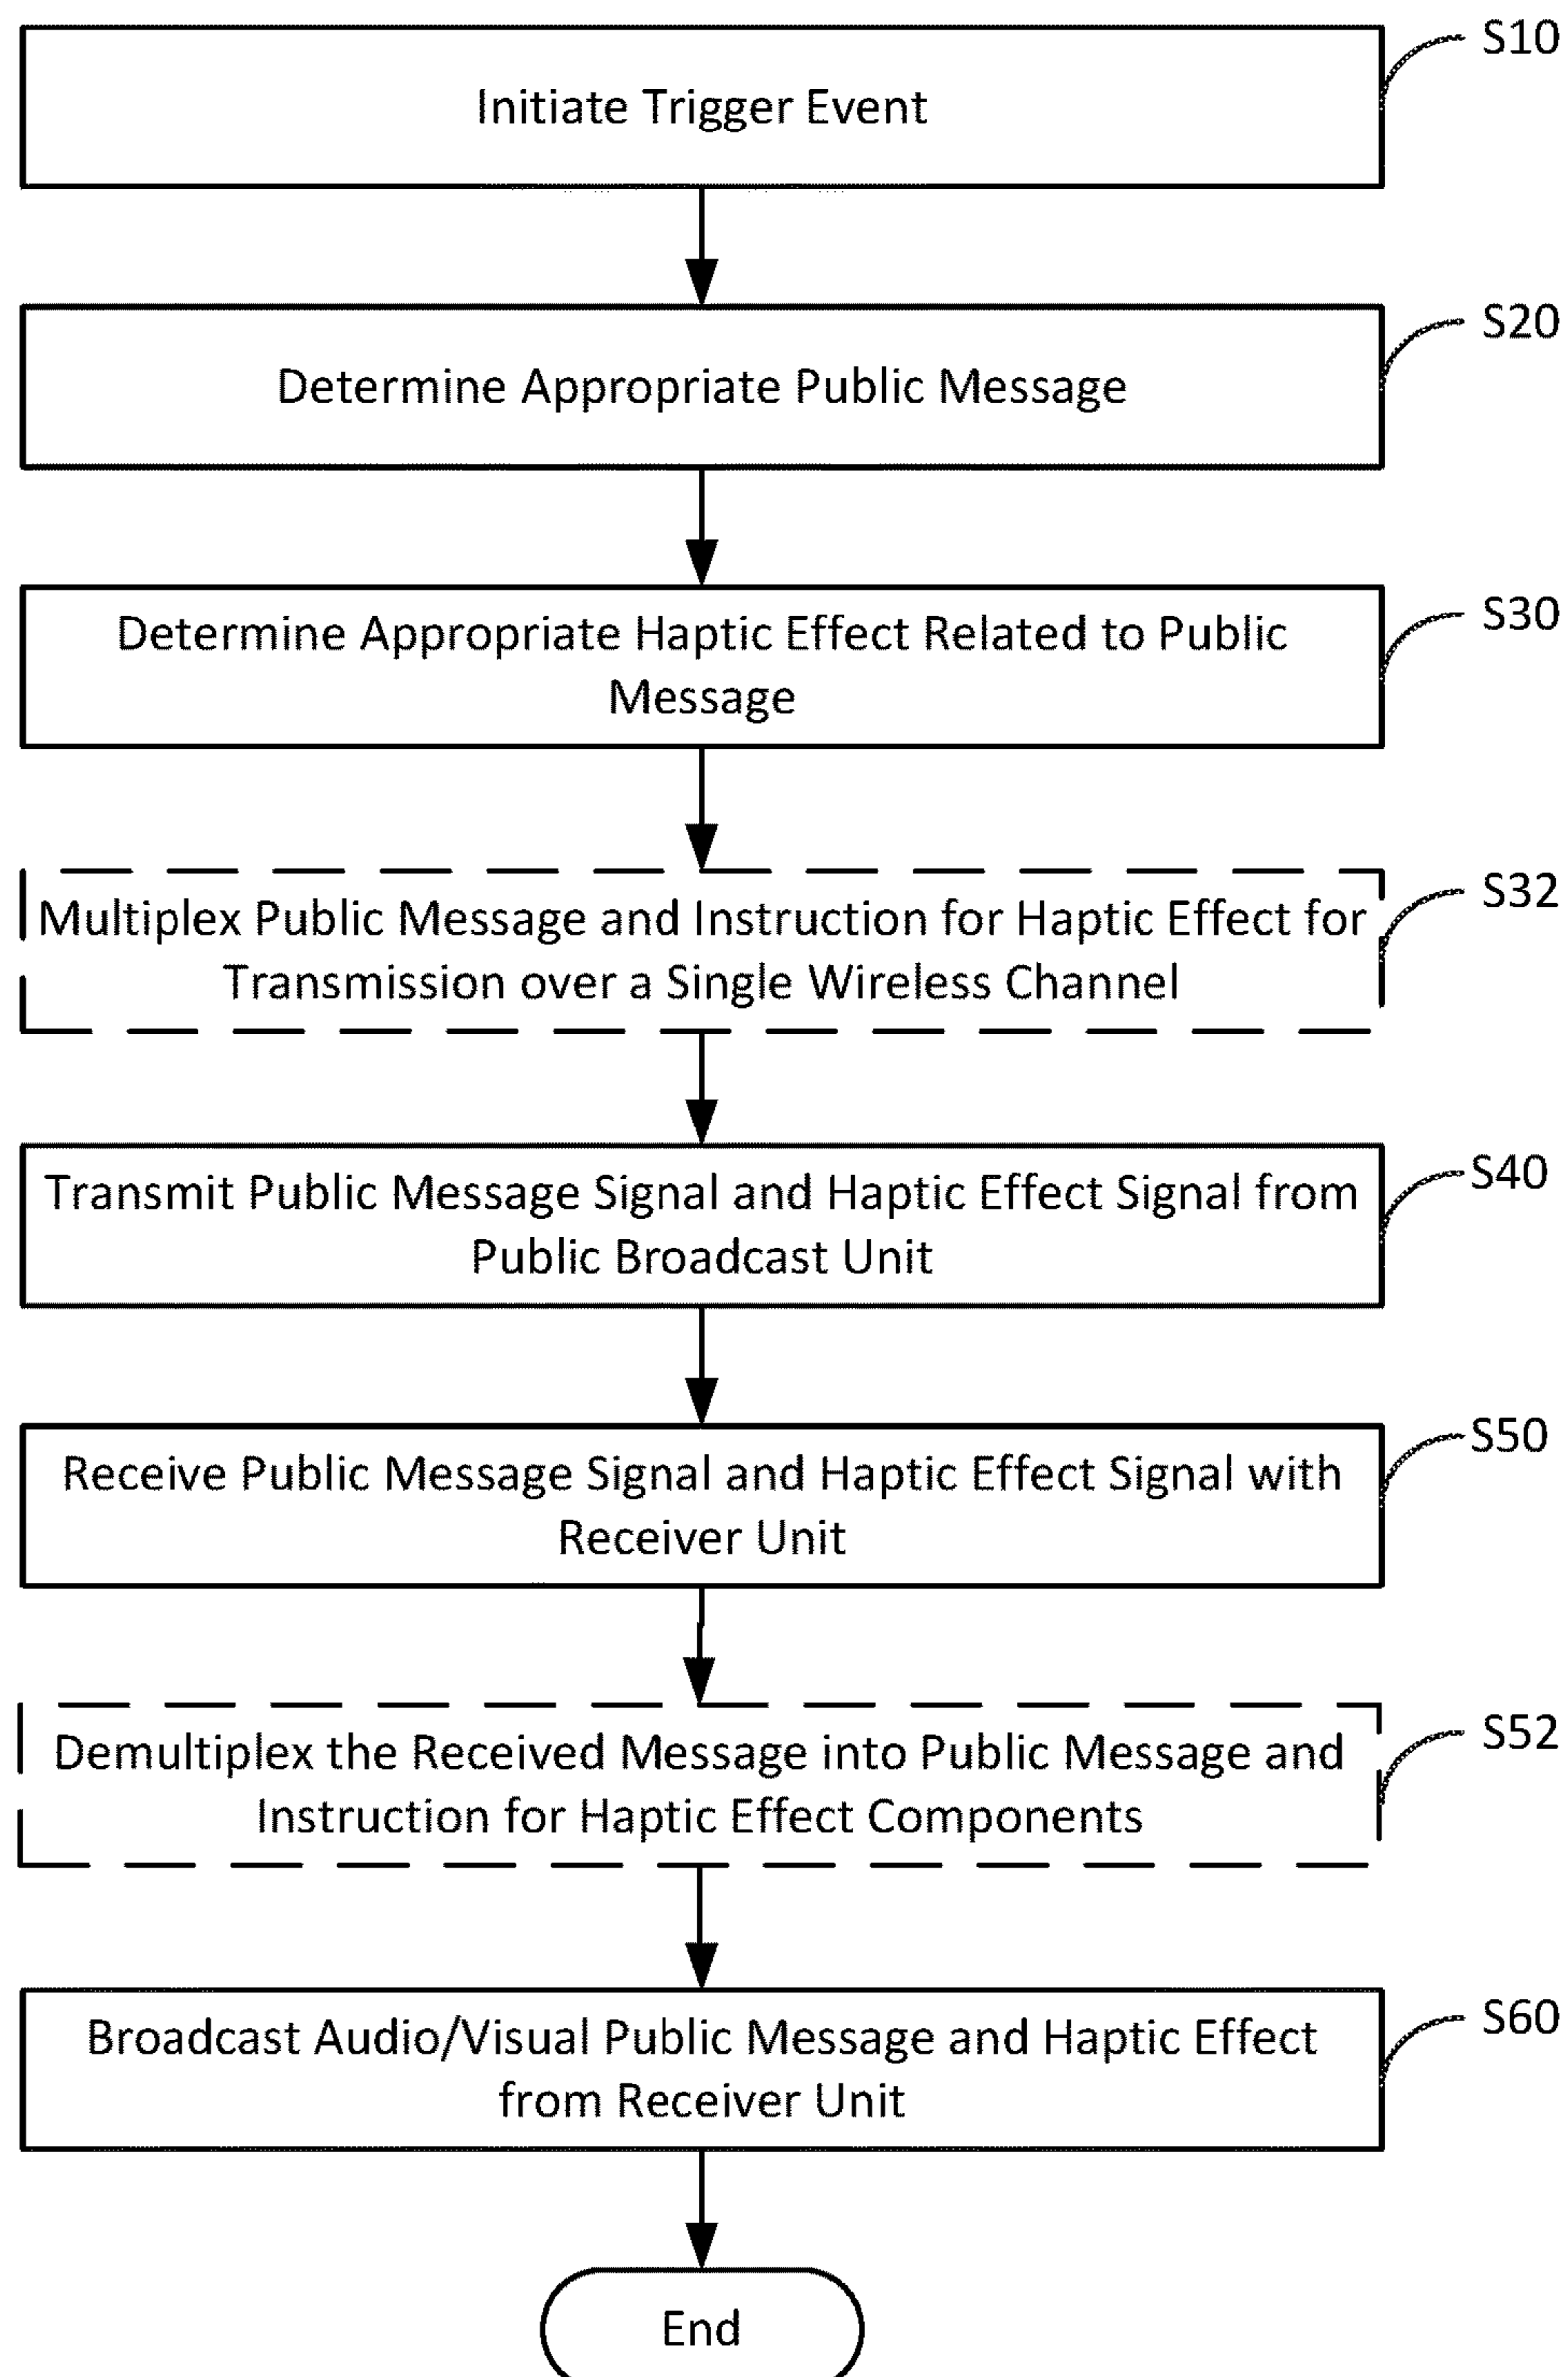 S10
Initiate Trigger Event
S20
Determine Appropriate Public Message
S30
Determine Appropriate Haptic Effect Related to Public
Message
S32
Multiplex Public Message and Instruction for Haptic Effect for
Transmission over a Single Wireless Channel
S40
Transmit Public Message Signal and Haptic Effect Signal from
Public Broadcast Unit
S50
Receive Public Message Signal and Haptic Effect Signal with
Receiver Unit
S52
Demultiplex the Received Message into Public Message and
Instruction for Haptic Effect Components
S60
Broadcast Audio/Visual Public Message and Haptic Effect
from Receiver Unit
End